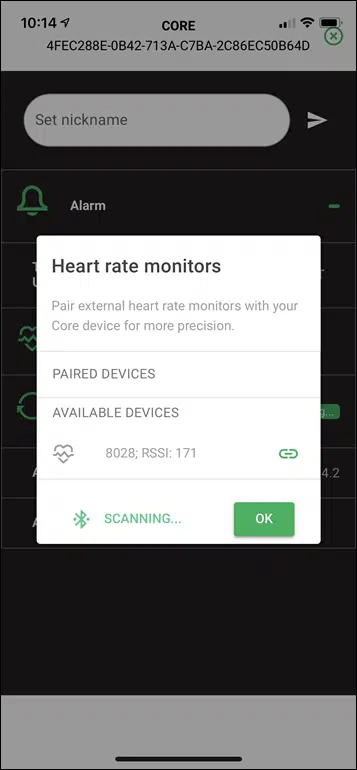 10:14
CORE
4FEC288E-0B42-713A-C7BA-2C86EC50B64D
Set nickname
Alarm
Heart rate monitors
Pair external heart rate monitors with your
Core device for more precision.
PAIRED DEVICES
AVAILABLE DEVICES
8028; RSSI: 171
SCANNING...
OK